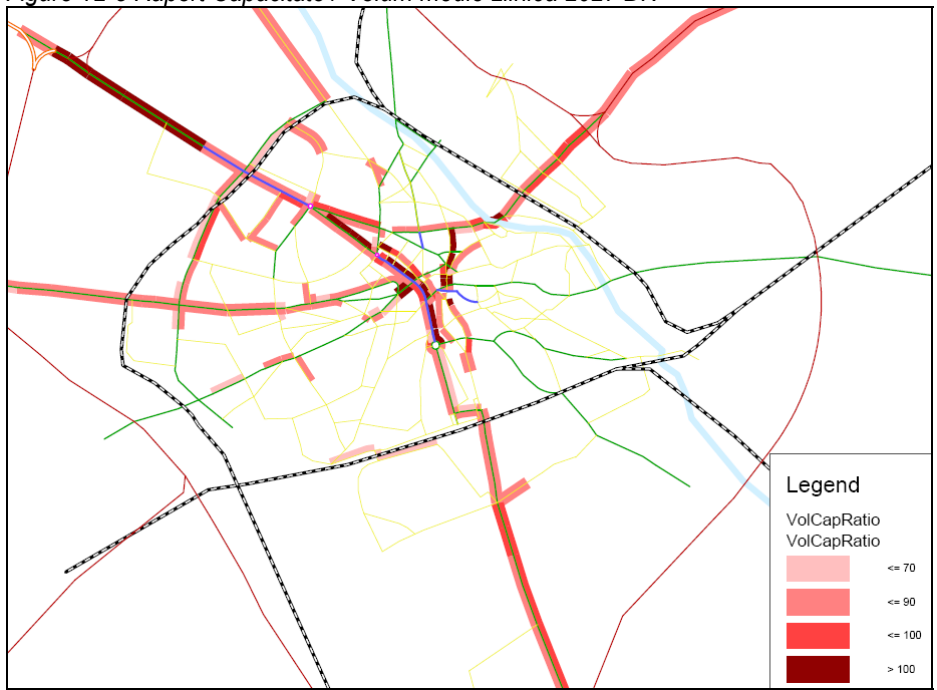 Legend
VolCapRatio
VolCapRatio
<= 70
<= 90
<= 100
> 100